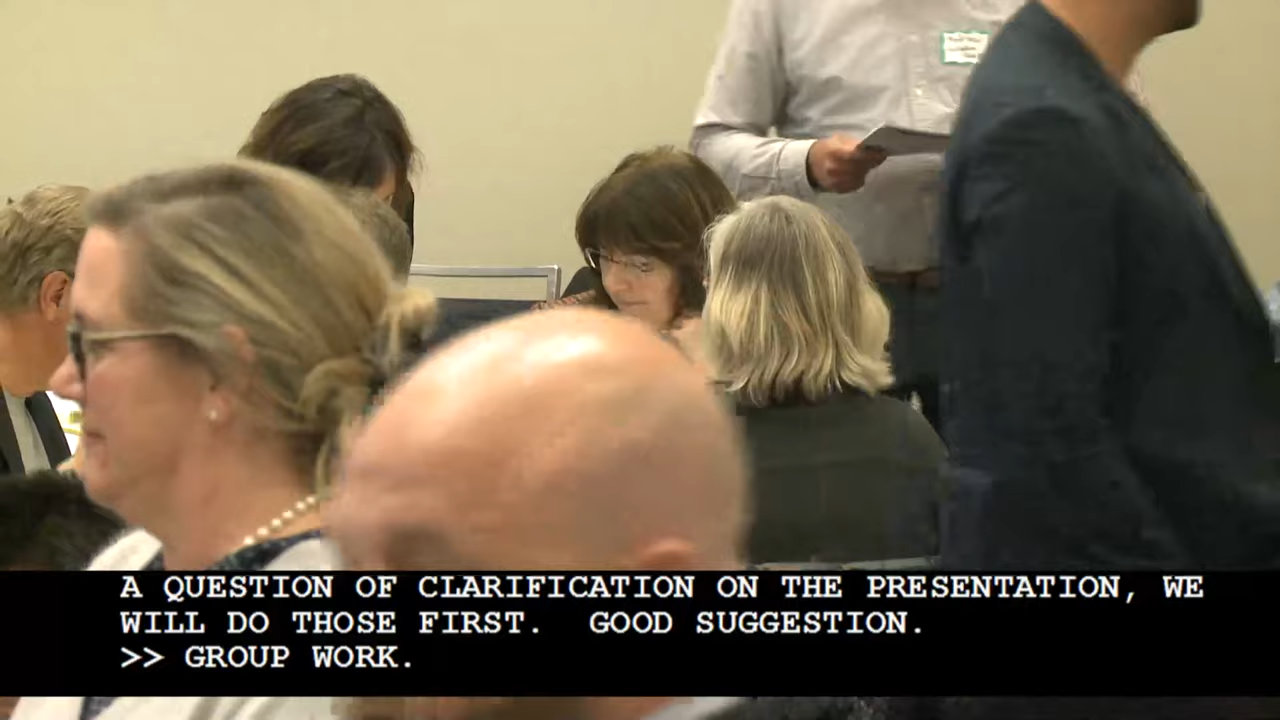 A QUESTION OF CLARIFICATION ON THE PRESENTATION, WE
WILL DO THOSE FIRST.  GOOD SUGGESTION.
>> GROUP WORK.